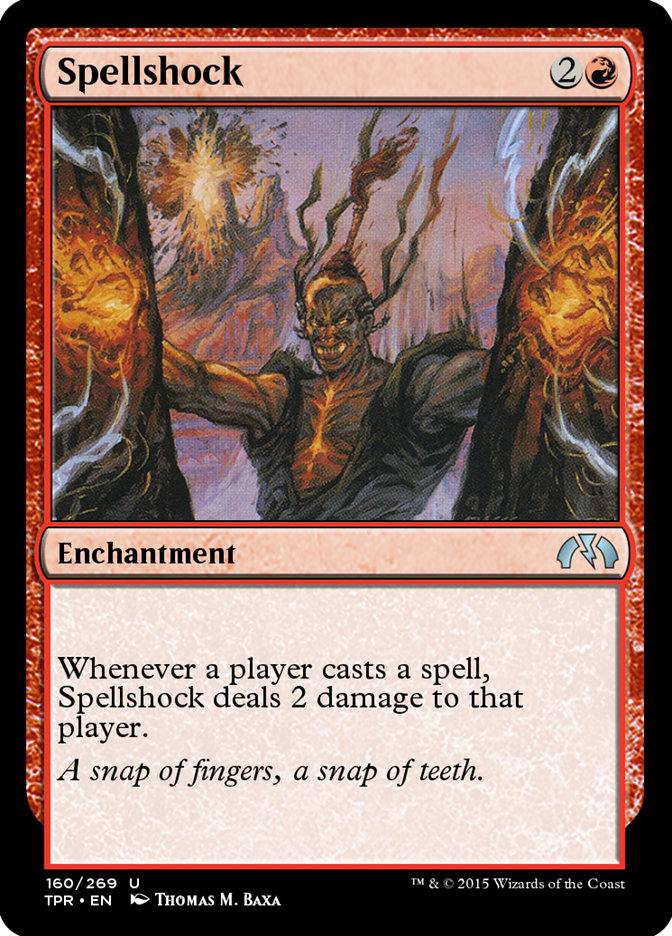 Spellshock 2
Enchantment
Whenever a player casts a spell,
Spellshock deals 2 damage to that
player.
A snap of fingers, a snap of teeth.
160/269 U
TPR • EN Thomas M. Baxa
™ & © 2015 Wizards of the Coast